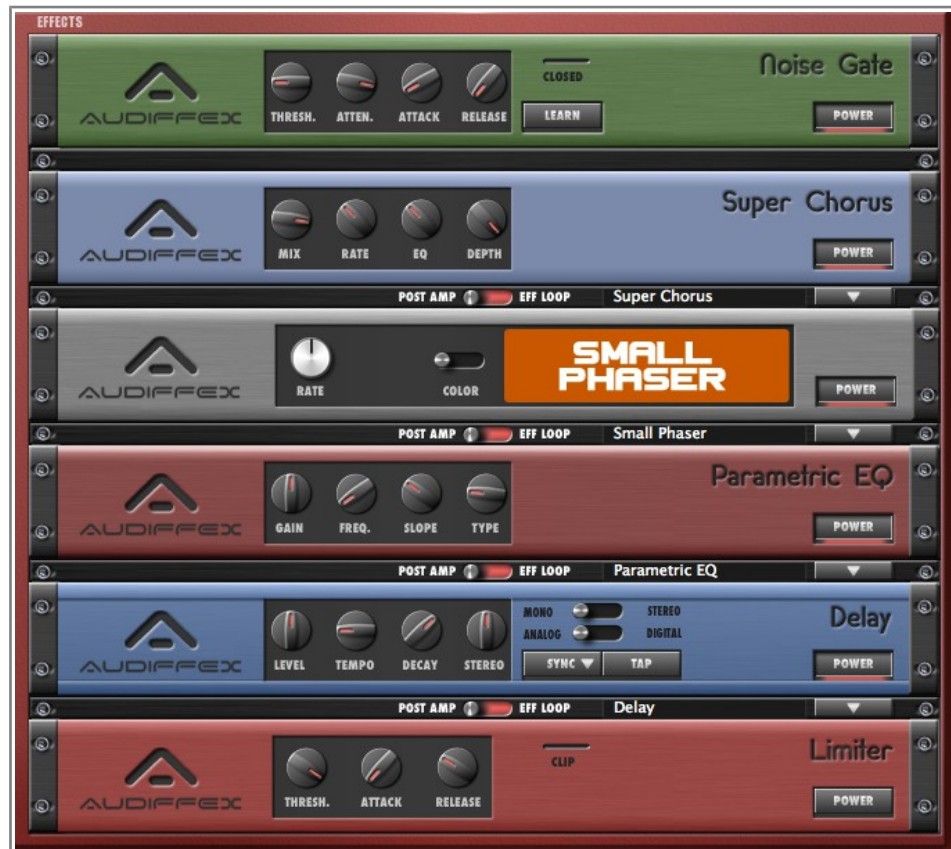 EFFECTS
Noise Gate
AUDIFFEX
THRESH. ATTEN. ATTACK RELEASE
CLOSED
LEARN
POWER
Super Chorus
AUDIFFEX
MIX RATE EQ DEPTH
POWER
POST AMP EFF LOOP Super Chorus
SMALL
PHASER
AUDIFFEX
RATE COLOR
POWER
POST AMP EFF LOOP Small Phaser
Parametric EQ
AUDIFFEX
GAIN FREQ. SLOPE TYPE
POWER
POST AMP EFF LOOP Parametric EQ
MONO STEREO
Delay
ANALOG DIGITAL
AUDIFFEX
LEVEL TEMPO DECAY STEREO
SYNC TAP
POWER
POST AMP EFF LOOP Delay
Limiter
CLIP
AUDIFFEX
THRESH. ATTACK RELEASE
POWER